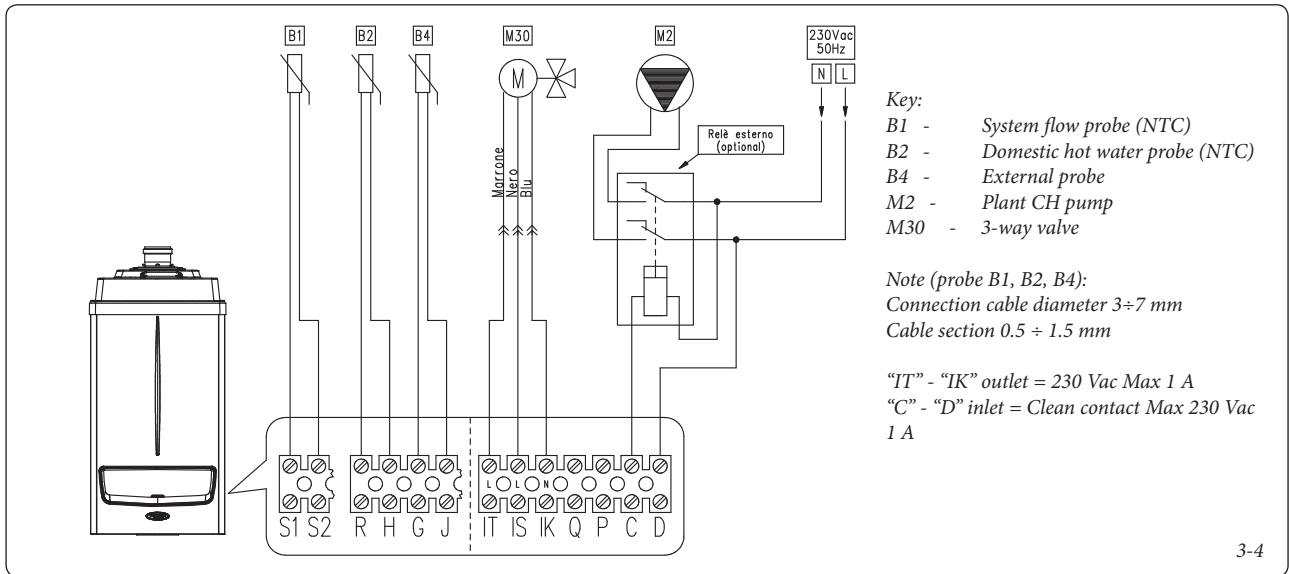 B1
B2
B4
M30
M2
230Vac
50Hz
N L
M
Relè esterno
(optional)
Marrone
Nero
Blu
Key:
B1 - System flow probe (NTC)
B2 - Domestic hot water probe (NTC)
B4 - External probe
M2 - Plant CH pump
M30 - 3-way valve
Note (probe B1, B2, B4):
Connection cable diameter 3÷7 mm
Cable section 0.5 ÷ 1.5 mm
“IT” - “IK” outlet = 230 Vac Max 1 A
“C” - “D” inlet = Clean contact Max 230 Vac
1 A
L L N
S1 S2 R H G J IT IS IK Q P C D
3-4